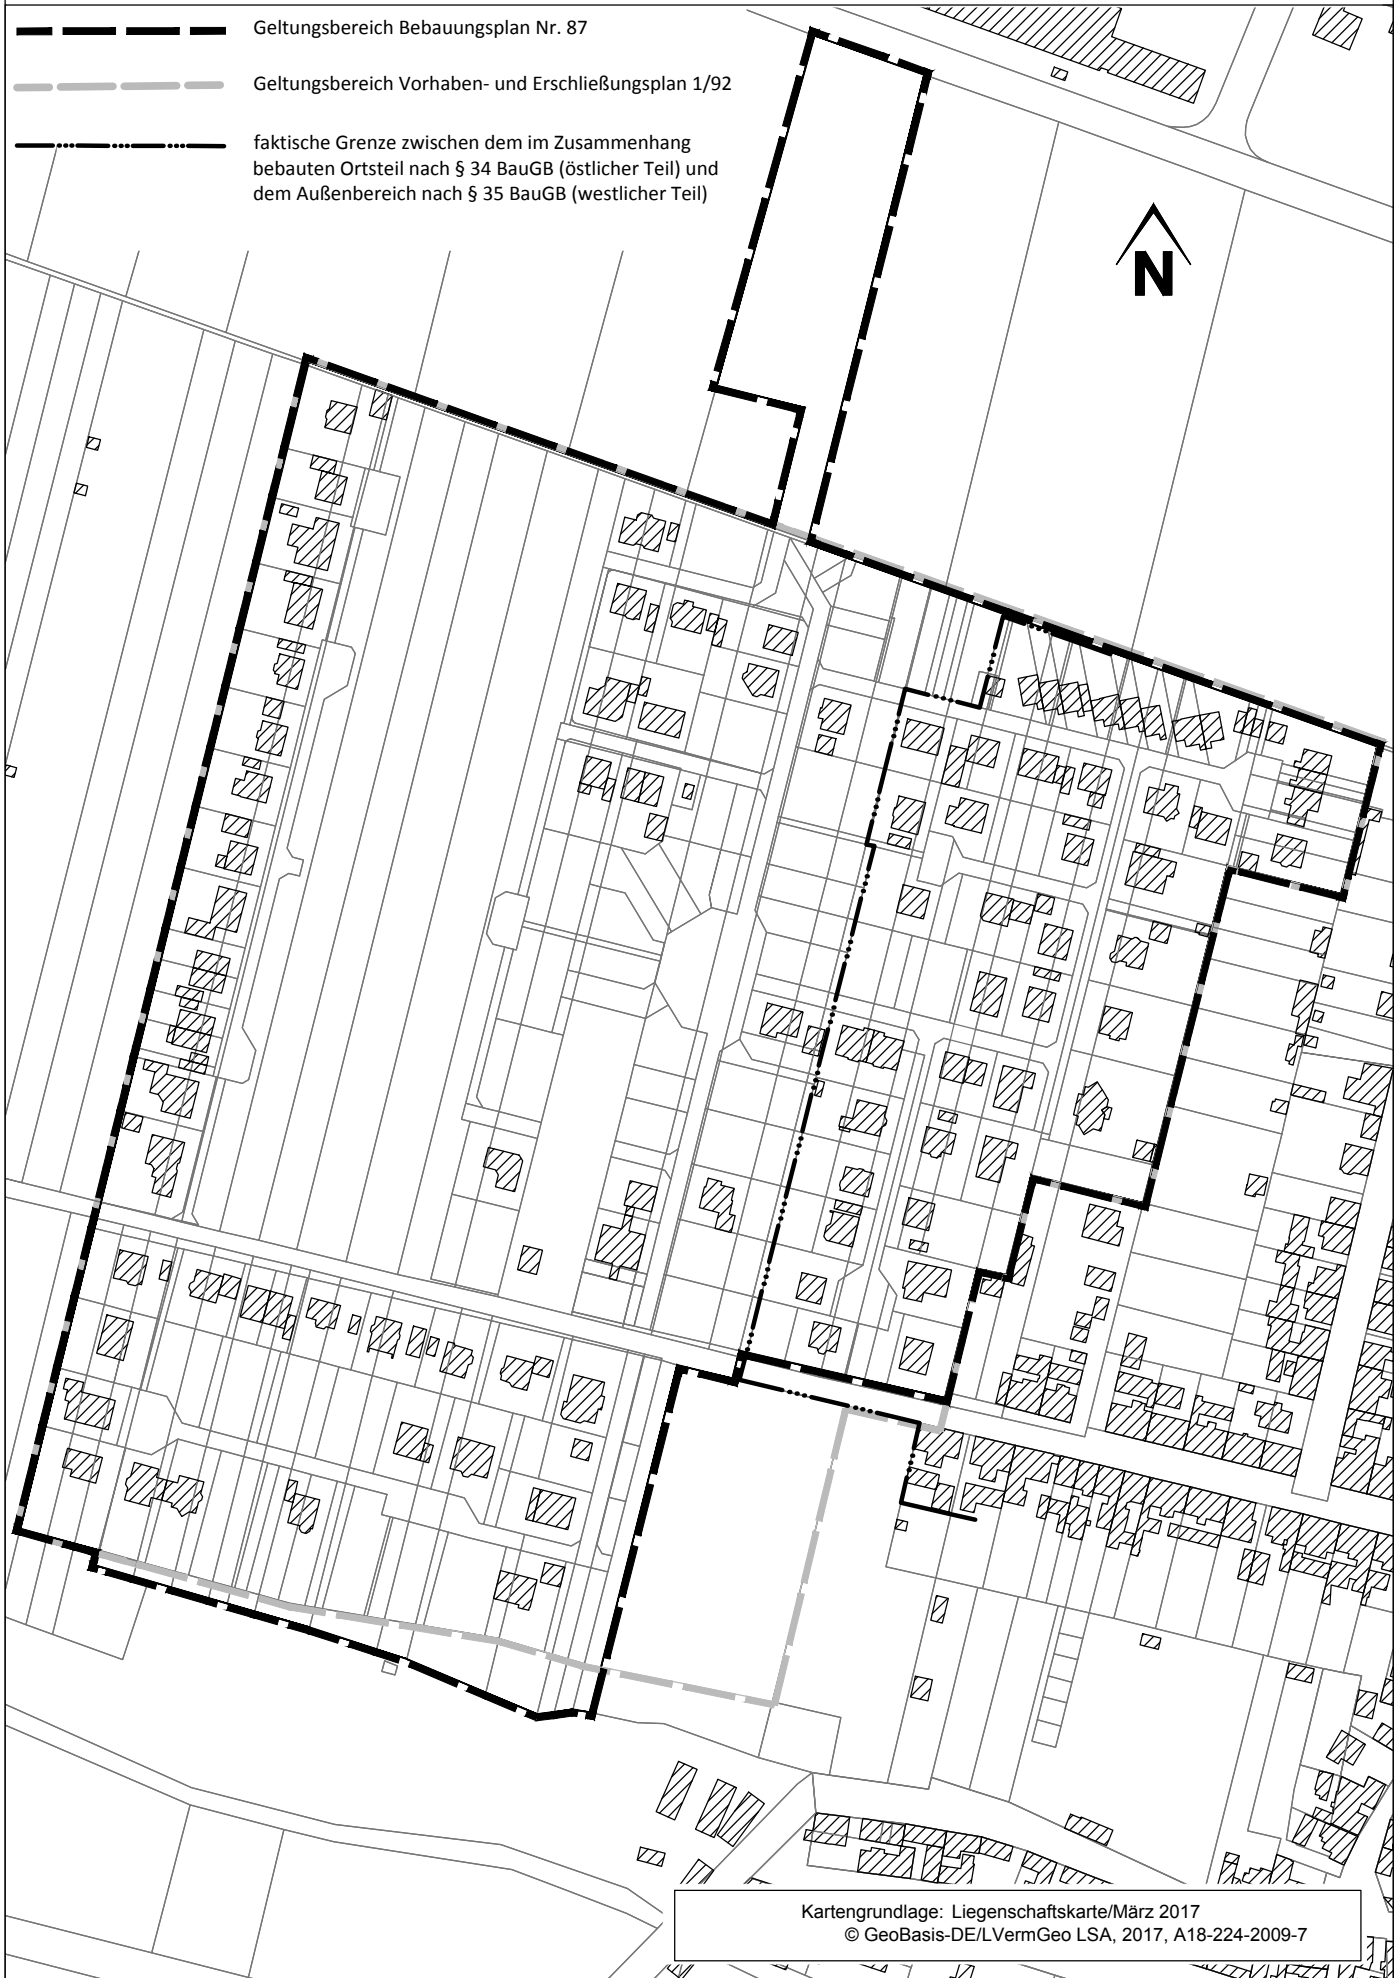 Geltungsbereich Bebauungsplan Nr. 87
Geltungsbereich Vorhaben- und Erschließungsplan 1/92
faktische Grenze zwischen dem im Zusammenhang
bebauten Ortsteil nach § 34 BauGB (östlicher Teil) und
dem Außenbereich nach § 35 BauGB (westlicher Teil)
N
Kartengrundlage: Liegenschaftskarte/März 2017
© GeoBasis-DE/LVermGeo LSA, 2017, A18-224-2009-7